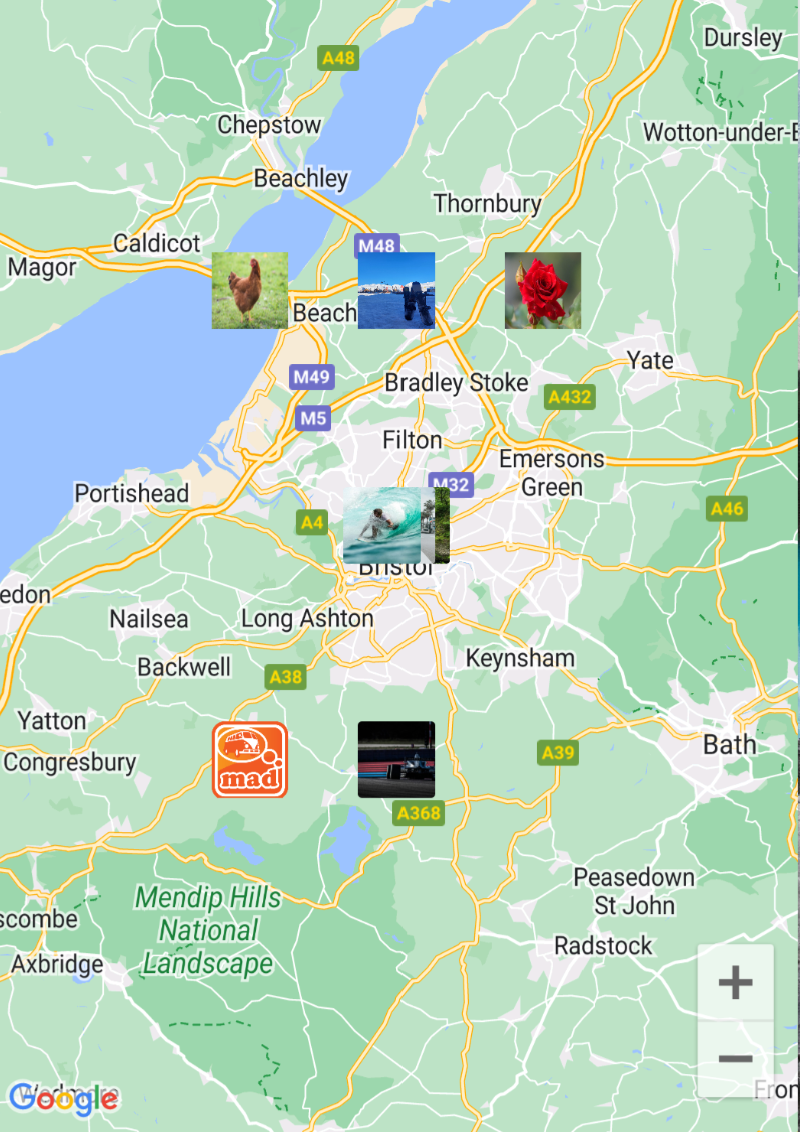 Dursley
A48
Chepstow
Wotton-under-E
Beachley
Thornbury
Caldicot
M48
Magor
Beach
Yate
M49
Bradley Stoke
A432
M5
Filton
Emersons
Green
M32
Portishead
A46
A4
Bristol
edon
Nailsea
Long Ashton
Keynsham
Backwell
A38
Yatton
Bath
A39
Congresbury
mad
A368
Peasedown
St John
Mendip Hills
National
Landscape
scombe
Radstock
Axbridge
+
−
Wedmore
Google
Fron